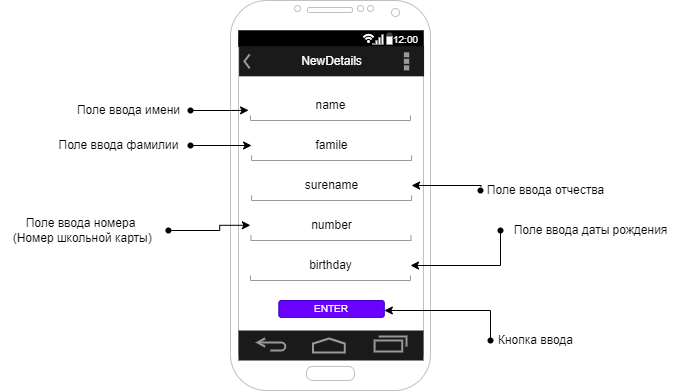 12:00
NewDetails
name
Поле ввода имени
famile
Поле ввода фамилии
surename
Поле ввода отчества
number
Поле ввода номера
(Номер школьной карты)
birthday
Поле ввода даты рождения
ENTER
Кнопка ввода